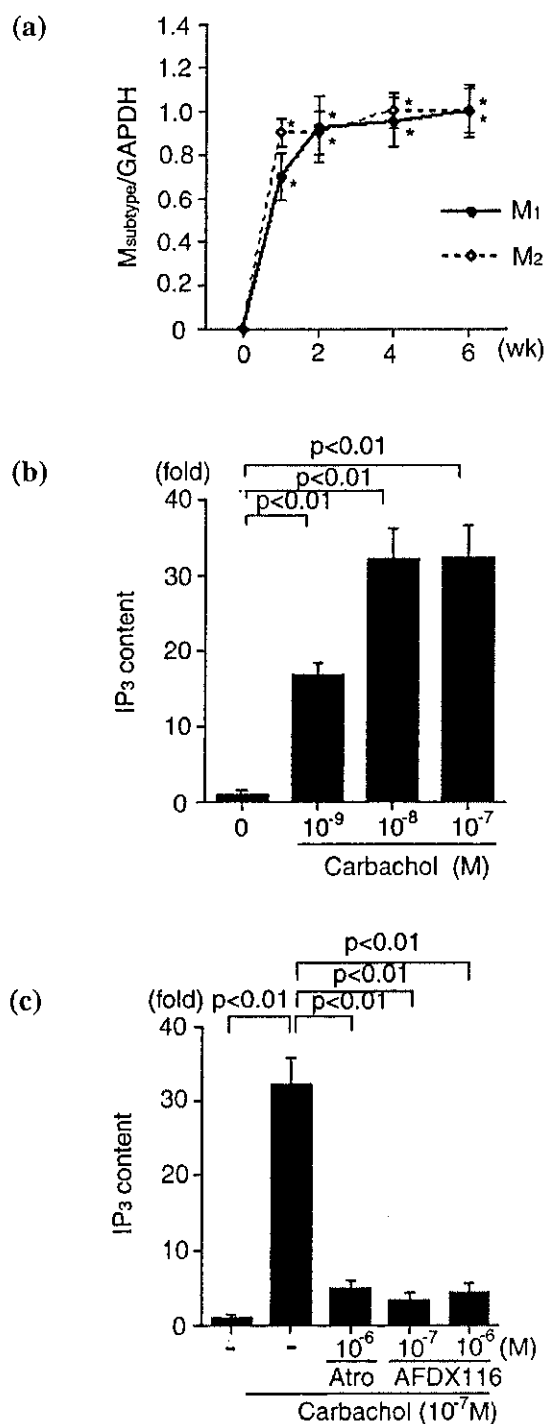 (a)
1.4
1.2
1.0
0.8
0.6
0.4
0.2
0
Msubtype/GAPDH
* * * * * * * *
M1
M2
0 2 4 6 (wk)
(b)
(fold)
p<0.01
p<0.01
p<0.01
40
30
20
10
0
IP3 content
0 10-9 10-8 10-7
Carbachol (M)
(c)
p<0.01
p<0.01
(fold) p<0.01 p<0.01
40
30
20
10
0
IP3 content
- - 10-6 10-7 10-6 (M)
Atro AFDX116
Carbachol (10-7M)